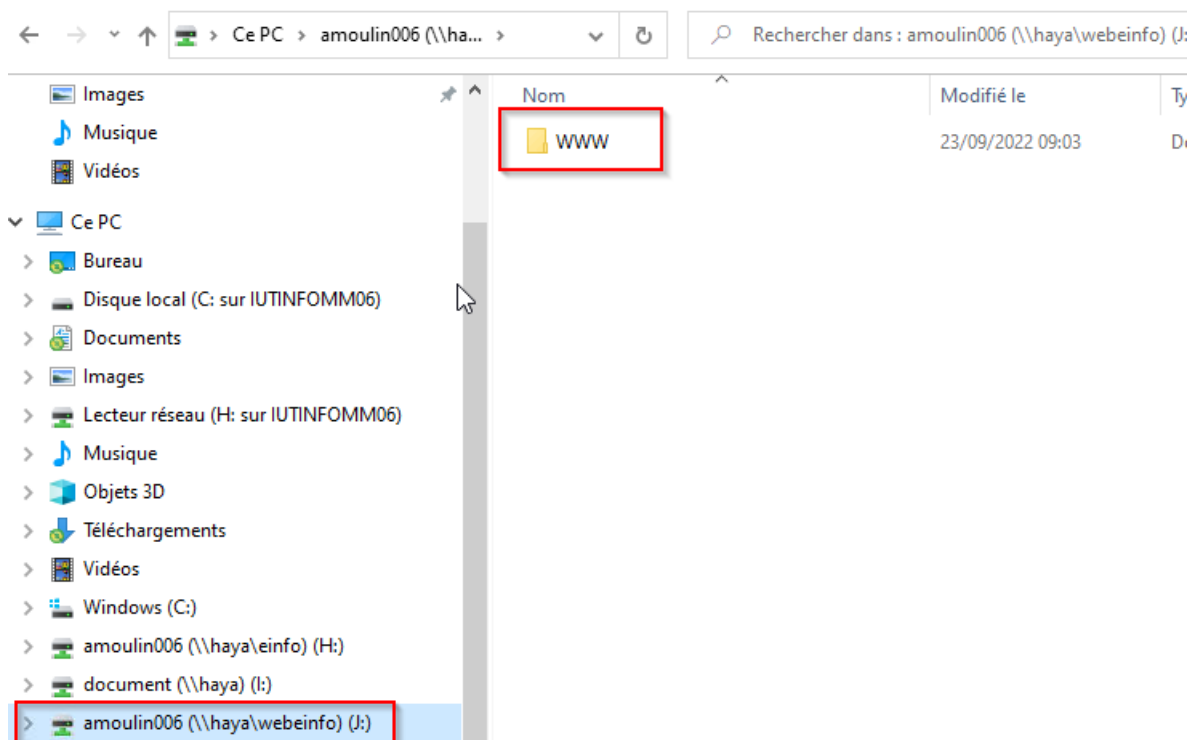 Ce PC > amoulin006 (\\ha... >
Rechercher dans : amoulin006 (\\haya\webeinfo) (J:
Images
Musique
Vidéos
Ce PC
Bureau
Disque local (C: sur IUTINFOMM06)
Documents
Images
Lecteur réseau (H: sur IUTINFOMM06)
Musique
Objets 3D
Téléchargements
Vidéos
Windows (C:)
amoulin006 (\\haya\einfo) (H:)
document (\\haya) (I:)
amoulin006 (\\haya\webeinfo) (J:)
Nom Modifié le Ty
WWW 23/09/2022 09:03